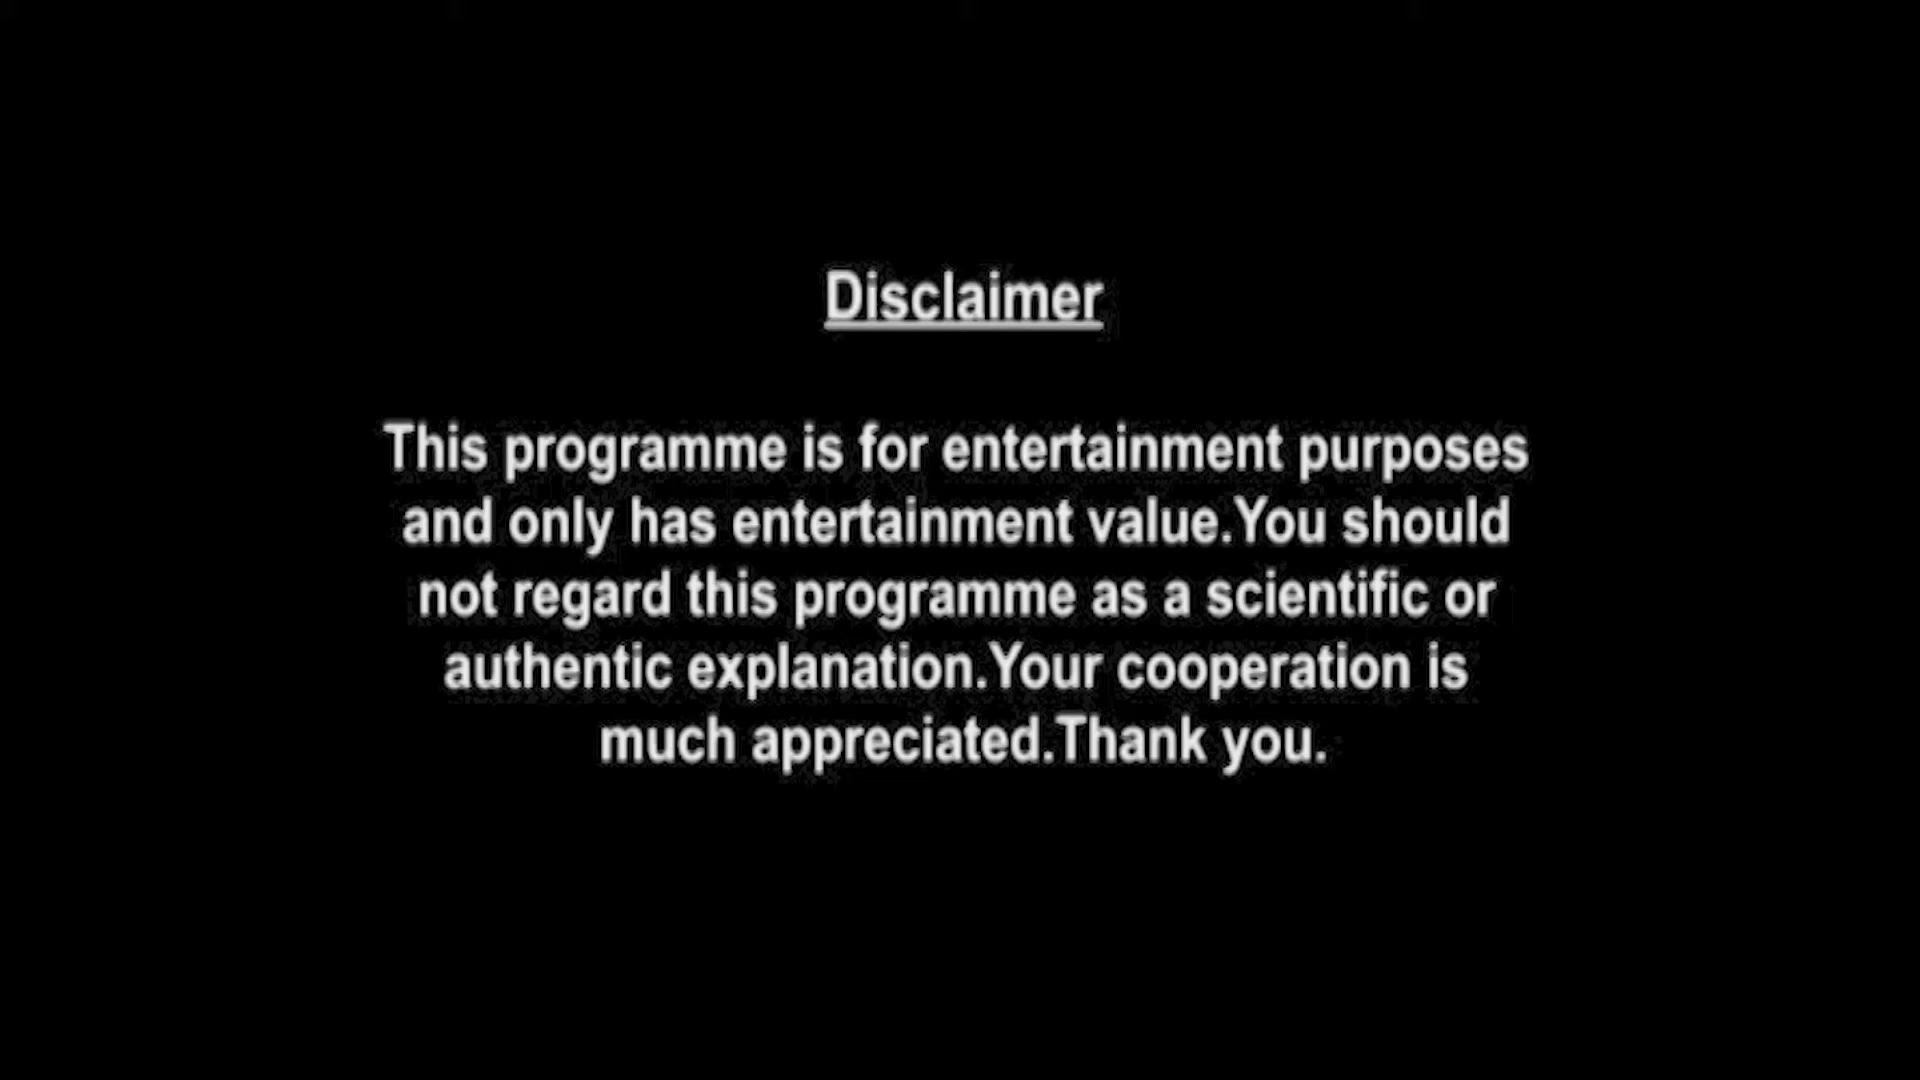 Disclaimer
This programme is for entertainment purposes
and only has entertainment value.You should
not regard this programme as a scientific or
authentic explanation.Your cooperation is
much appreciated.Thank you.